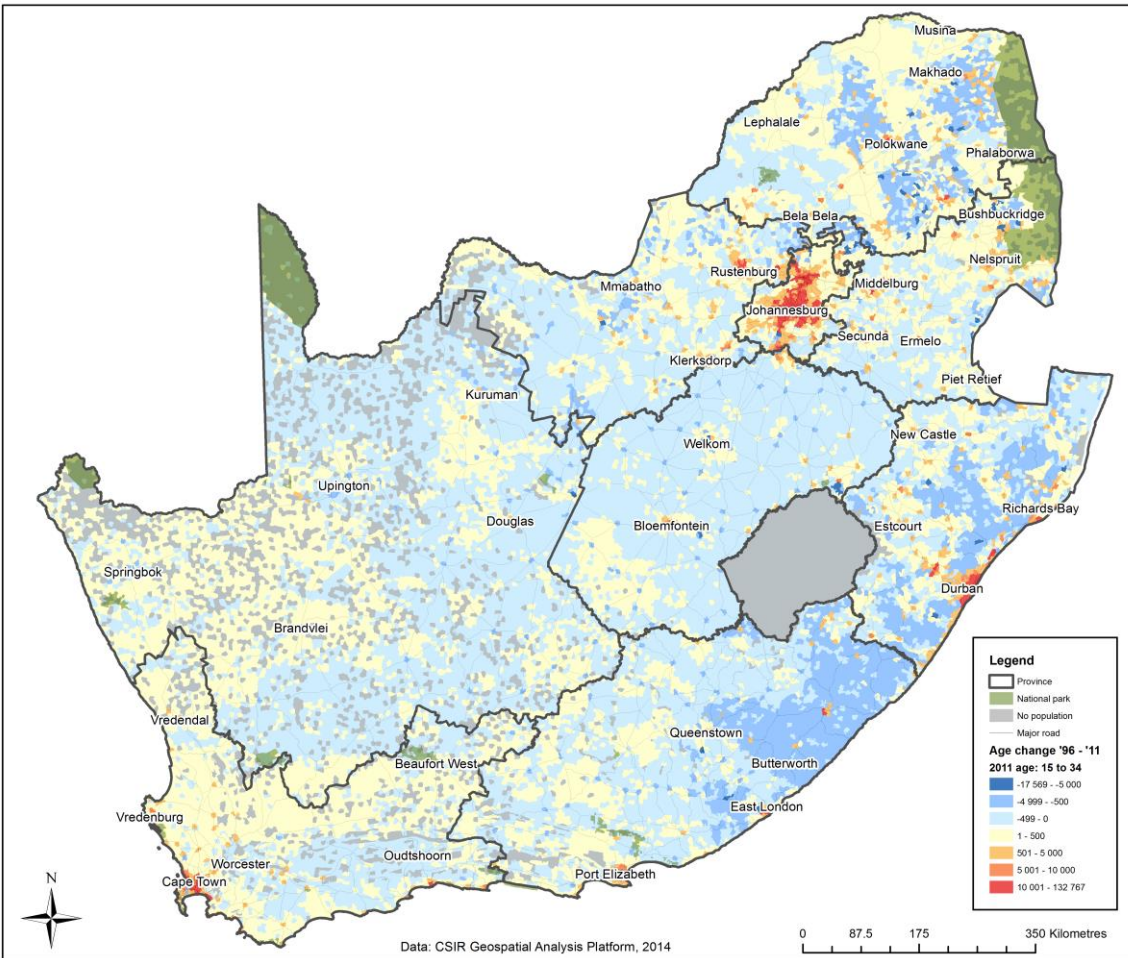 Musina
Makhado
Lephalale
Polokwane
Phalaborwa
Bela Bela
Bushbuckridge
Nelspruit
Rustenburg
Mmabatho
Middelburg
Johannesburg
Secunda
Ermelo
Klerksdorp
Piet Retief
Kuruman
Welkom
New Castle
Upington
Douglas
Bloemfontein
Estcourt
Richards Bay
Springbok
Durban
Brandvlei
Vredendal
Queenstown
Beaufort West
Butterworth
East London
Vredenburg
Worcester
Oudtshoorn
Cape Town
Port Elizabeth
Legend
Province
National park
No population
Major road
Age change '96 - '11
2011 age: 15 to 34
-17 569 - -5 000
-4 999 - -500
-499 - 0
1 - 500
501 - 5 000
5 001 - 10 000
10 001 - 132 767
N
Data: CSIR Geospatial Analysis Platform, 2014
0 87.5 175 350 Kilometres